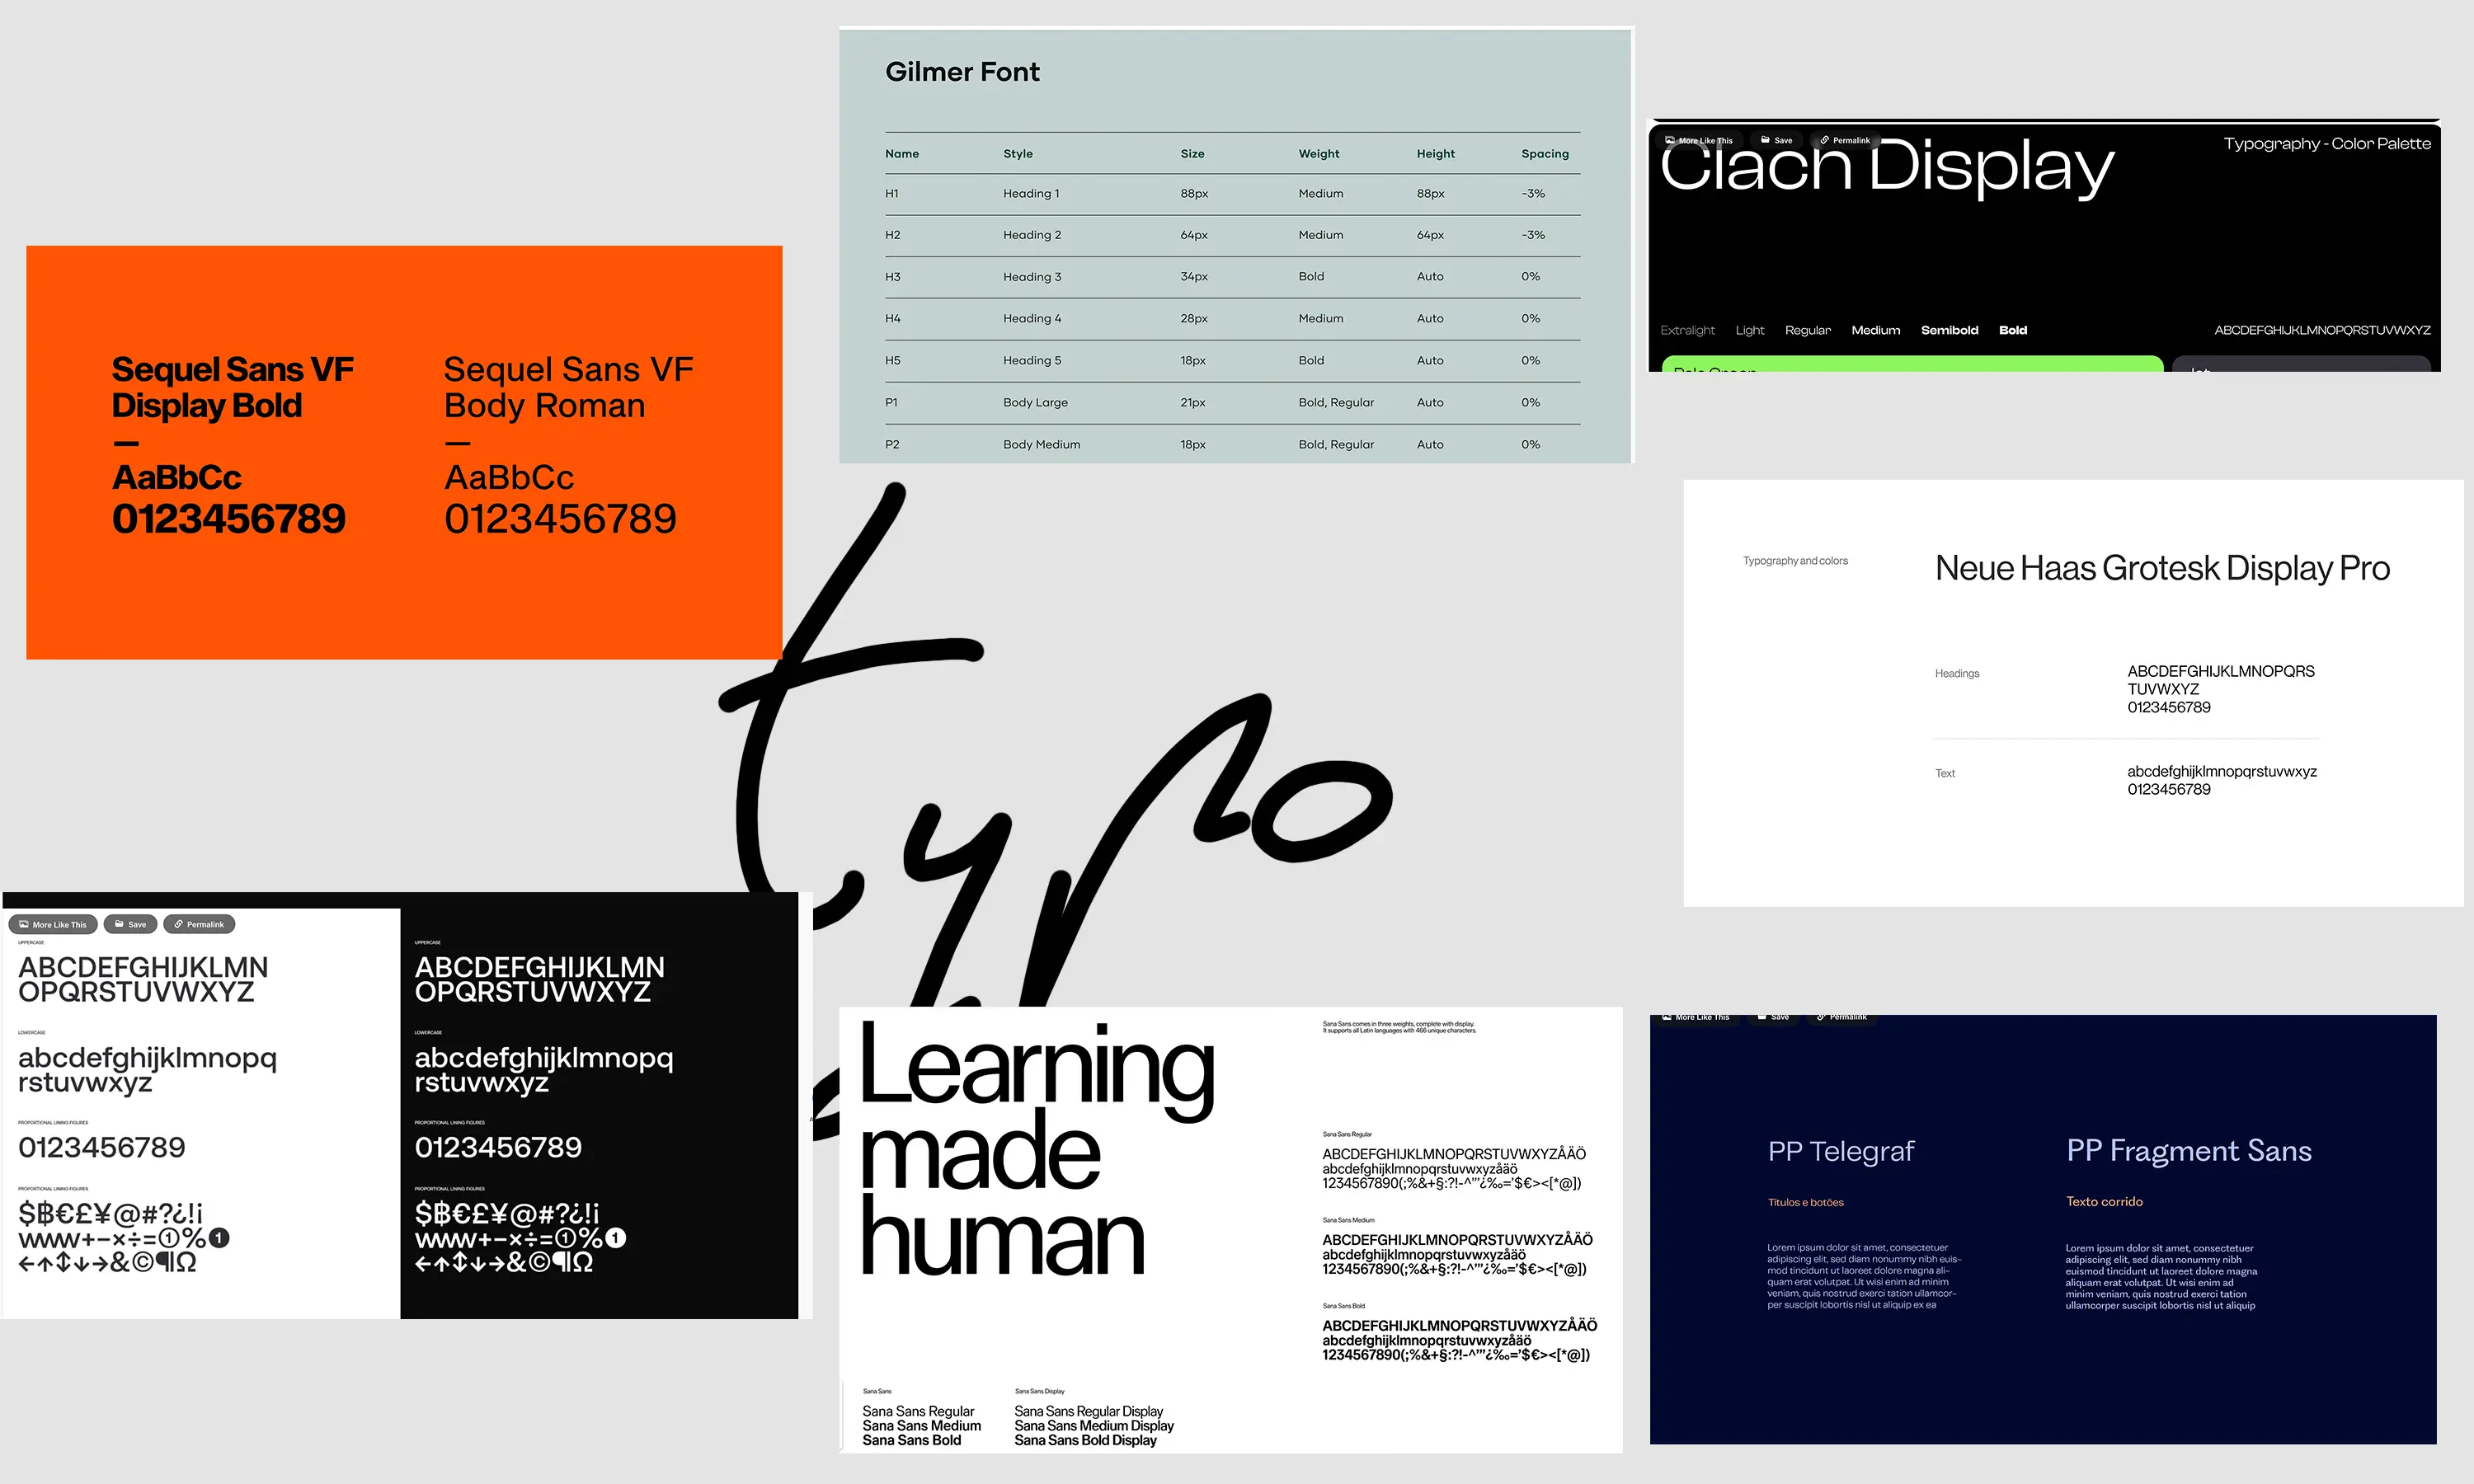 Gilmer Font
Name Style Size Weight Height Spacing
H1 Heading 1 88px Medium 88px -3%
H2 Heading 2 64px Medium 64px -3%
H3 Heading 3 34px Bold Auto 0%
H4 Heading 4 28px Medium Auto 0%
H5 Heading 5 18px Bold Auto 0%
P1 Body Large 21px Bold, Regular Auto 0%
P2 Body Medium 18px Bold, Regular Auto 0%
More Like This Save Permalink
Clach Display
Typography - Color Palette
Extralight Light Regular Medium Semibold Bold
ABCDEFGHIJKLMNOPQRSTUVWXYZ
Sequel Sans VF
Display Bold
—
AaBbCc
0123456789
Sequel Sans VF
Body Roman
—
AaBbCc
0123456789
typo
Typography and colors
Neue Haas Grotesk Display Pro
Headings
ABCDEFGHIJKLMNOPQRS
TUVWXYZ
0123456789
Text
abcdefghijklmnopqrstuvwxyz
0123456789
More Like This Save Permalink
UPPERCASE
ABCDEFGHIJKLMN
OPQRSTUVWXYZ
LOWERCASE
abcdefghijklmnopq
rstuvwxyz
PROPORTIONAL LINING FIGURES
0123456789
PROPORTIONAL LINING FIGURES
$฿€£¥@#?¿!¡
www+−×÷=①%❶
←↑↕↓→&©¶Ω
UPPERCASE
ABCDEFGHIJKLMN
OPQRSTUVWXYZ
LOWERCASE
abcdefghijklmnopq
rstuvwxyz
PROPORTIONAL LINING FIGURES
0123456789
PROPORTIONAL LINING FIGURES
$฿€£¥@#?¿!¡
www+−×÷=①%❶
←↑↕↓→&©¶Ω
Learning
made
human
Sana Sans comes in three weights, complete with display.
It supports all Latin languages with 466 unique characters.
Sana Sans Regular
ABCDEFGHIJKLMNOPQRSTUVWXYZÅÄÖ
abcdefghijklmnopqrstuvwxyzåäö
1234567890(;%&+§:?!-^"'¿‰='$€><[*@])
Sana Sans Medium
ABCDEFGHIJKLMNOPQRSTUVWXYZÅÄÖ
abcdefghijklmnopqrstuvwxyzåäö
1234567890(;%&+§:?!-^"'¿‰='$€><[*@])
Sana Sans Bold
ABCDEFGHIJKLMNOPQRSTUVWXYZÅÄÖ
abcdefghijklmnopqrstuvwxyzåäö
1234567890(;%&+§:?!-^"'¿‰='$€><[*@])
Sana Sans
Sana Sans Regular
Sana Sans Medium
Sana Sans Bold
Sana Sans Display
Sana Sans Regular Display
Sana Sans Medium Display
Sana Sans Bold Display
More Like This Save Permalink
PP Telegraf
Títulos e botões
Lorem ipsum dolor sit amet, consectetuer
adipiscing elit, sed diam nonummy nibh euis-
mod tincidunt ut laoreet dolore magna ali-
quam erat volutpat. Ut wisi enim ad minim
veniam, quis nostrud exerci tation ullamcor-
per suscipit lobortis nisl ut aliquip ex ea
PP Fragment Sans
Texto corrido
Lorem ipsum dolor sit amet, consectetuer
adipiscing elit, sed diam nonummy nibh
euismod tincidunt ut laoreet dolore magna
aliquam erat volutpat. Ut wisi enim ad
minim veniam, quis nostrud exerci tation
ullamcorper suscipit lobortis nisl ut aliquip